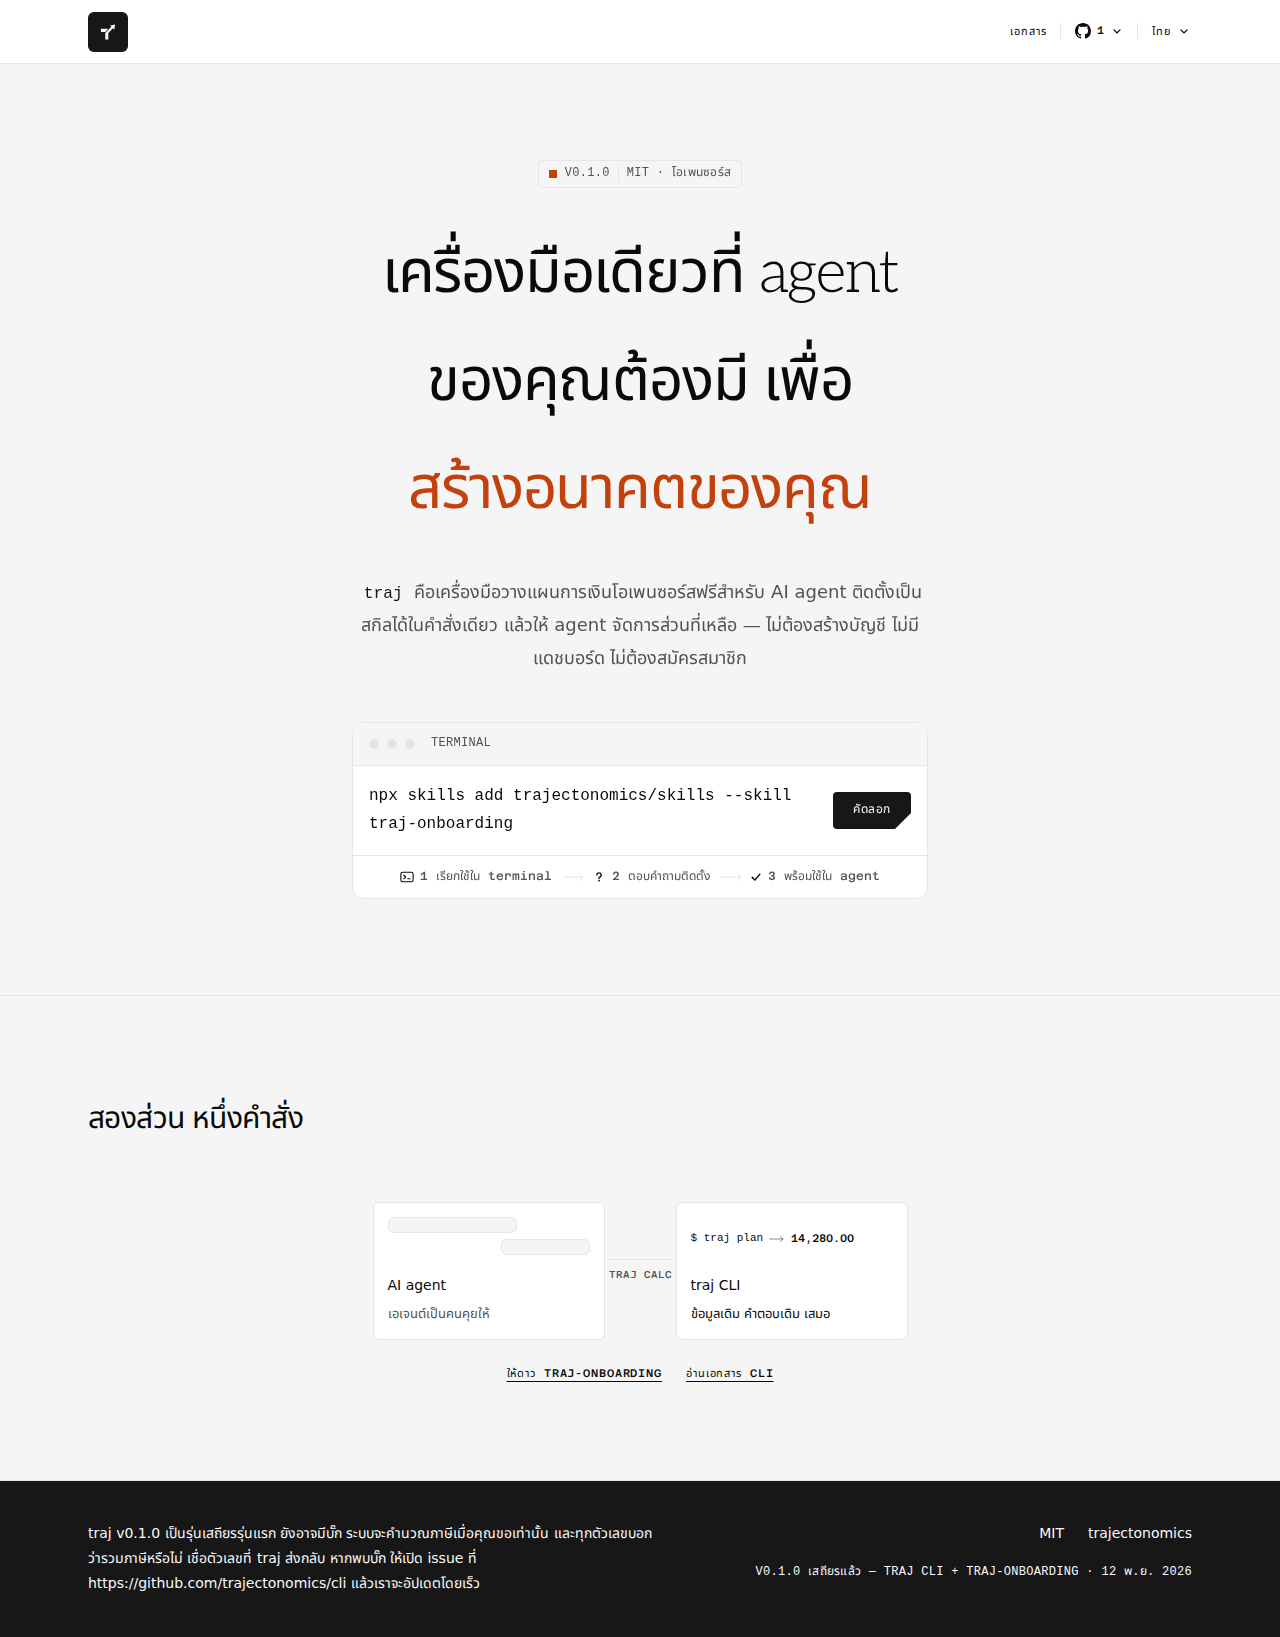 เอกสาร
1
ไทย
V0.1.0 MIT · โอเพนซอร์ส
เครื่องมือเดียวที่ agent
ของคุณต้องมี เพื่อ
สร้างอนาคตของคุณ
traj คือเครื่องมือวางแผนการเงินโอเพนซอร์สฟรีสำหรับ AI agent ติดตั้งเป็น
สกิลได้ในคำสั่งเดียว แล้วให้ agent จัดการส่วนที่เหลือ — ไม่ต้องสร้างบัญชี ไม่มี
แดชบอร์ด ไม่ต้องสมัครสมาชิก
TERMINAL
npx skills add trajectonomics/skills --skill
traj-onboarding
คัดลอก
1 เรียกใช้ใน terminal
2 ตอบคำถามติดตั้ง
3 พร้อมใช้ใน agent
สองส่วน หนึ่งคำสั่ง
AI agent
เอเจนต์เป็นคนคุยให้
TRAJ CALC
$ traj plan 14,280.00
traj CLI
ข้อมูลเดิม คำตอบเดิม เสมอ
ให้ดาว TRAJ-ONBOARDING
อ่านเอกสาร CLI
traj v0.1.0 เป็นรุ่นเสถียรรุ่นแรก ยังอาจมีบั๊ก ระบบจะคำนวณภาษีเมื่อคุณขอเท่านั้น และทุกตัวเลขบอก
ว่ารวมภาษีหรือไม่ เชื่อตัวเลขที่ traj ส่งกลับ หากพบบั๊ก ให้เปิด issue ที่
https://github.com/trajectonomics/cli แล้วเราจะอัปเดตโดยเร็ว
MIT trajectonomics
V0.1.0 เสถียรแล้ว — TRAJ CLI + TRAJ-ONBOARDING · 12 พ.ย. 2026